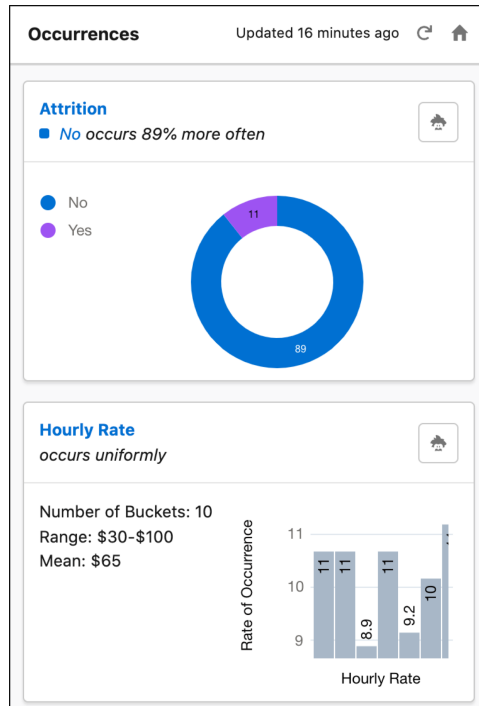 Occurrences
Updated 16 minutes ago
Attrition
No occurs 89% more often
No
Yes
11
89
Hourly Rate
occurs uniformly
Number of Buckets: 10
Range: $30-$100
Mean: $65
Rate of Occurrence
11
10
9
11
11
8.9
11
9.2
10
Hourly Rate